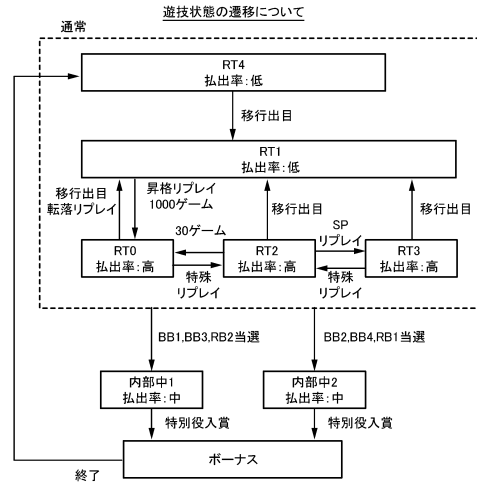 遊技状態の遷移について
通常
RT4
払出率:低
移行出目
RT1
払出率:低
移行出目
転落リプレイ
昇格リプレイ
1000ゲーム
移行出目
移行出目
30ゲーム
SP
リプレイ
RT0
払出率:高
RT2
払出率:高
RT3
払出率:高
特殊
リプレイ
特殊
リプレイ
BB1,BB3,RB2当選
BB2,BB4,RB1当選
内部中1
払出率:中
内部中2
払出率:中
特別役入賞
特別役入賞
ボーナス
終了